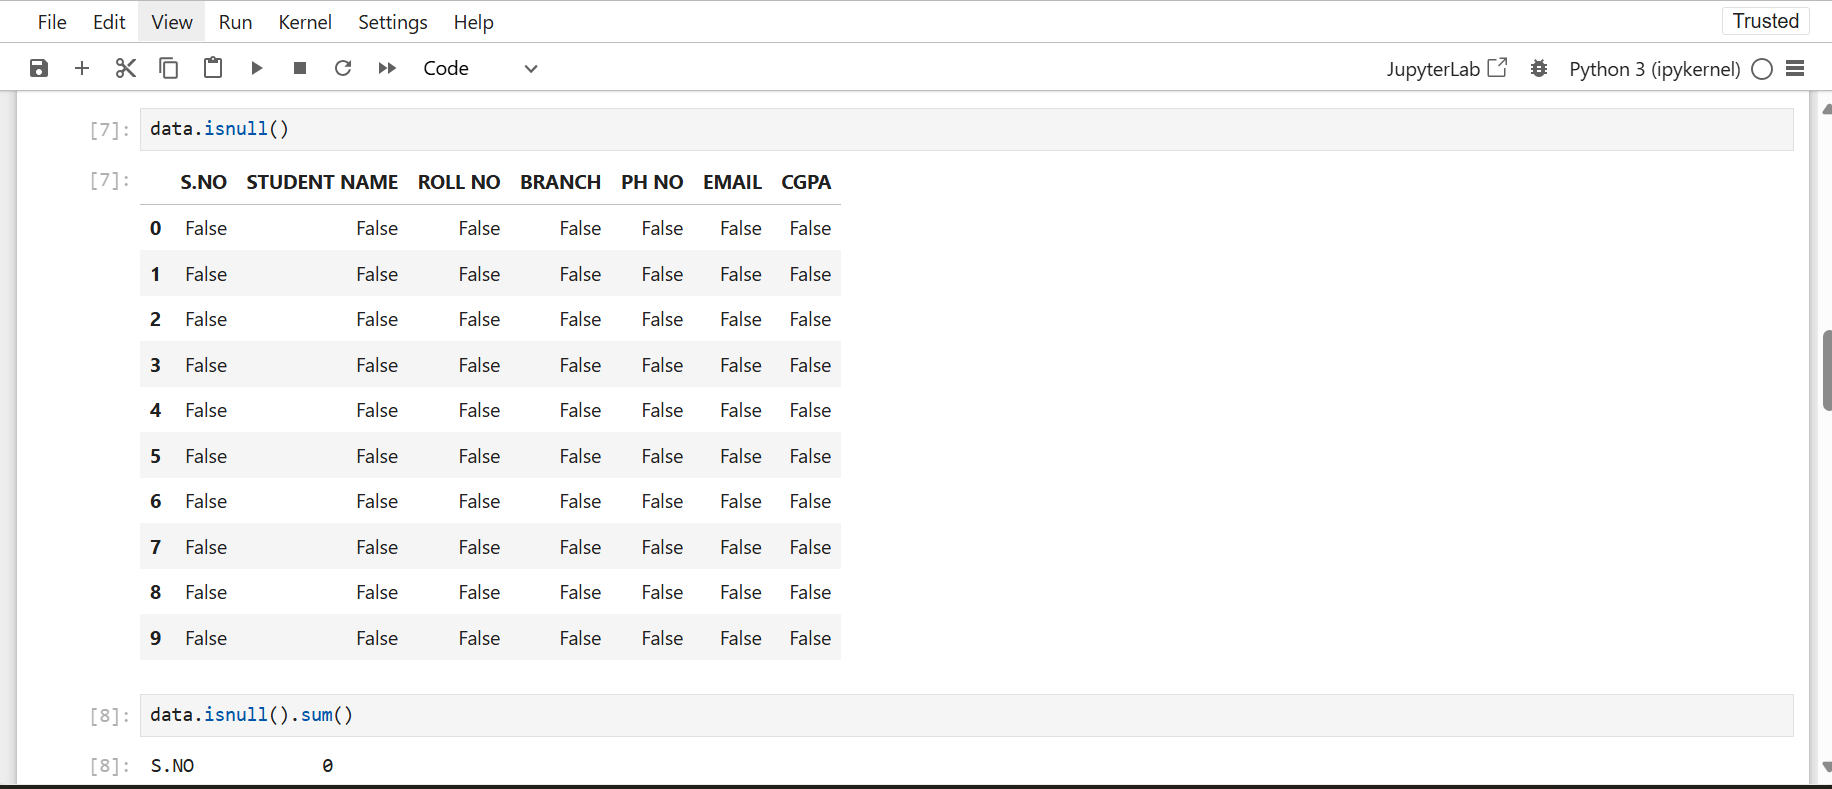 File Edit View Run Kernel Settings Help Trusted
Code JupyterLab Python 3 (ipykernel)
[7]: data.isnull()
[7]: S.NO STUDENT NAME ROLL NO BRANCH PH NO EMAIL CGPA
0 False False False False False False False
1 False False False False False False False
2 False False False False False False False
3 False False False False False False False
4 False False False False False False False
5 False False False False False False False
6 False False False False False False False
7 False False False False False False False
8 False False False False False False False
9 False False False False False False False
[8]: data.isnull().sum()
[8]: S.NO 0